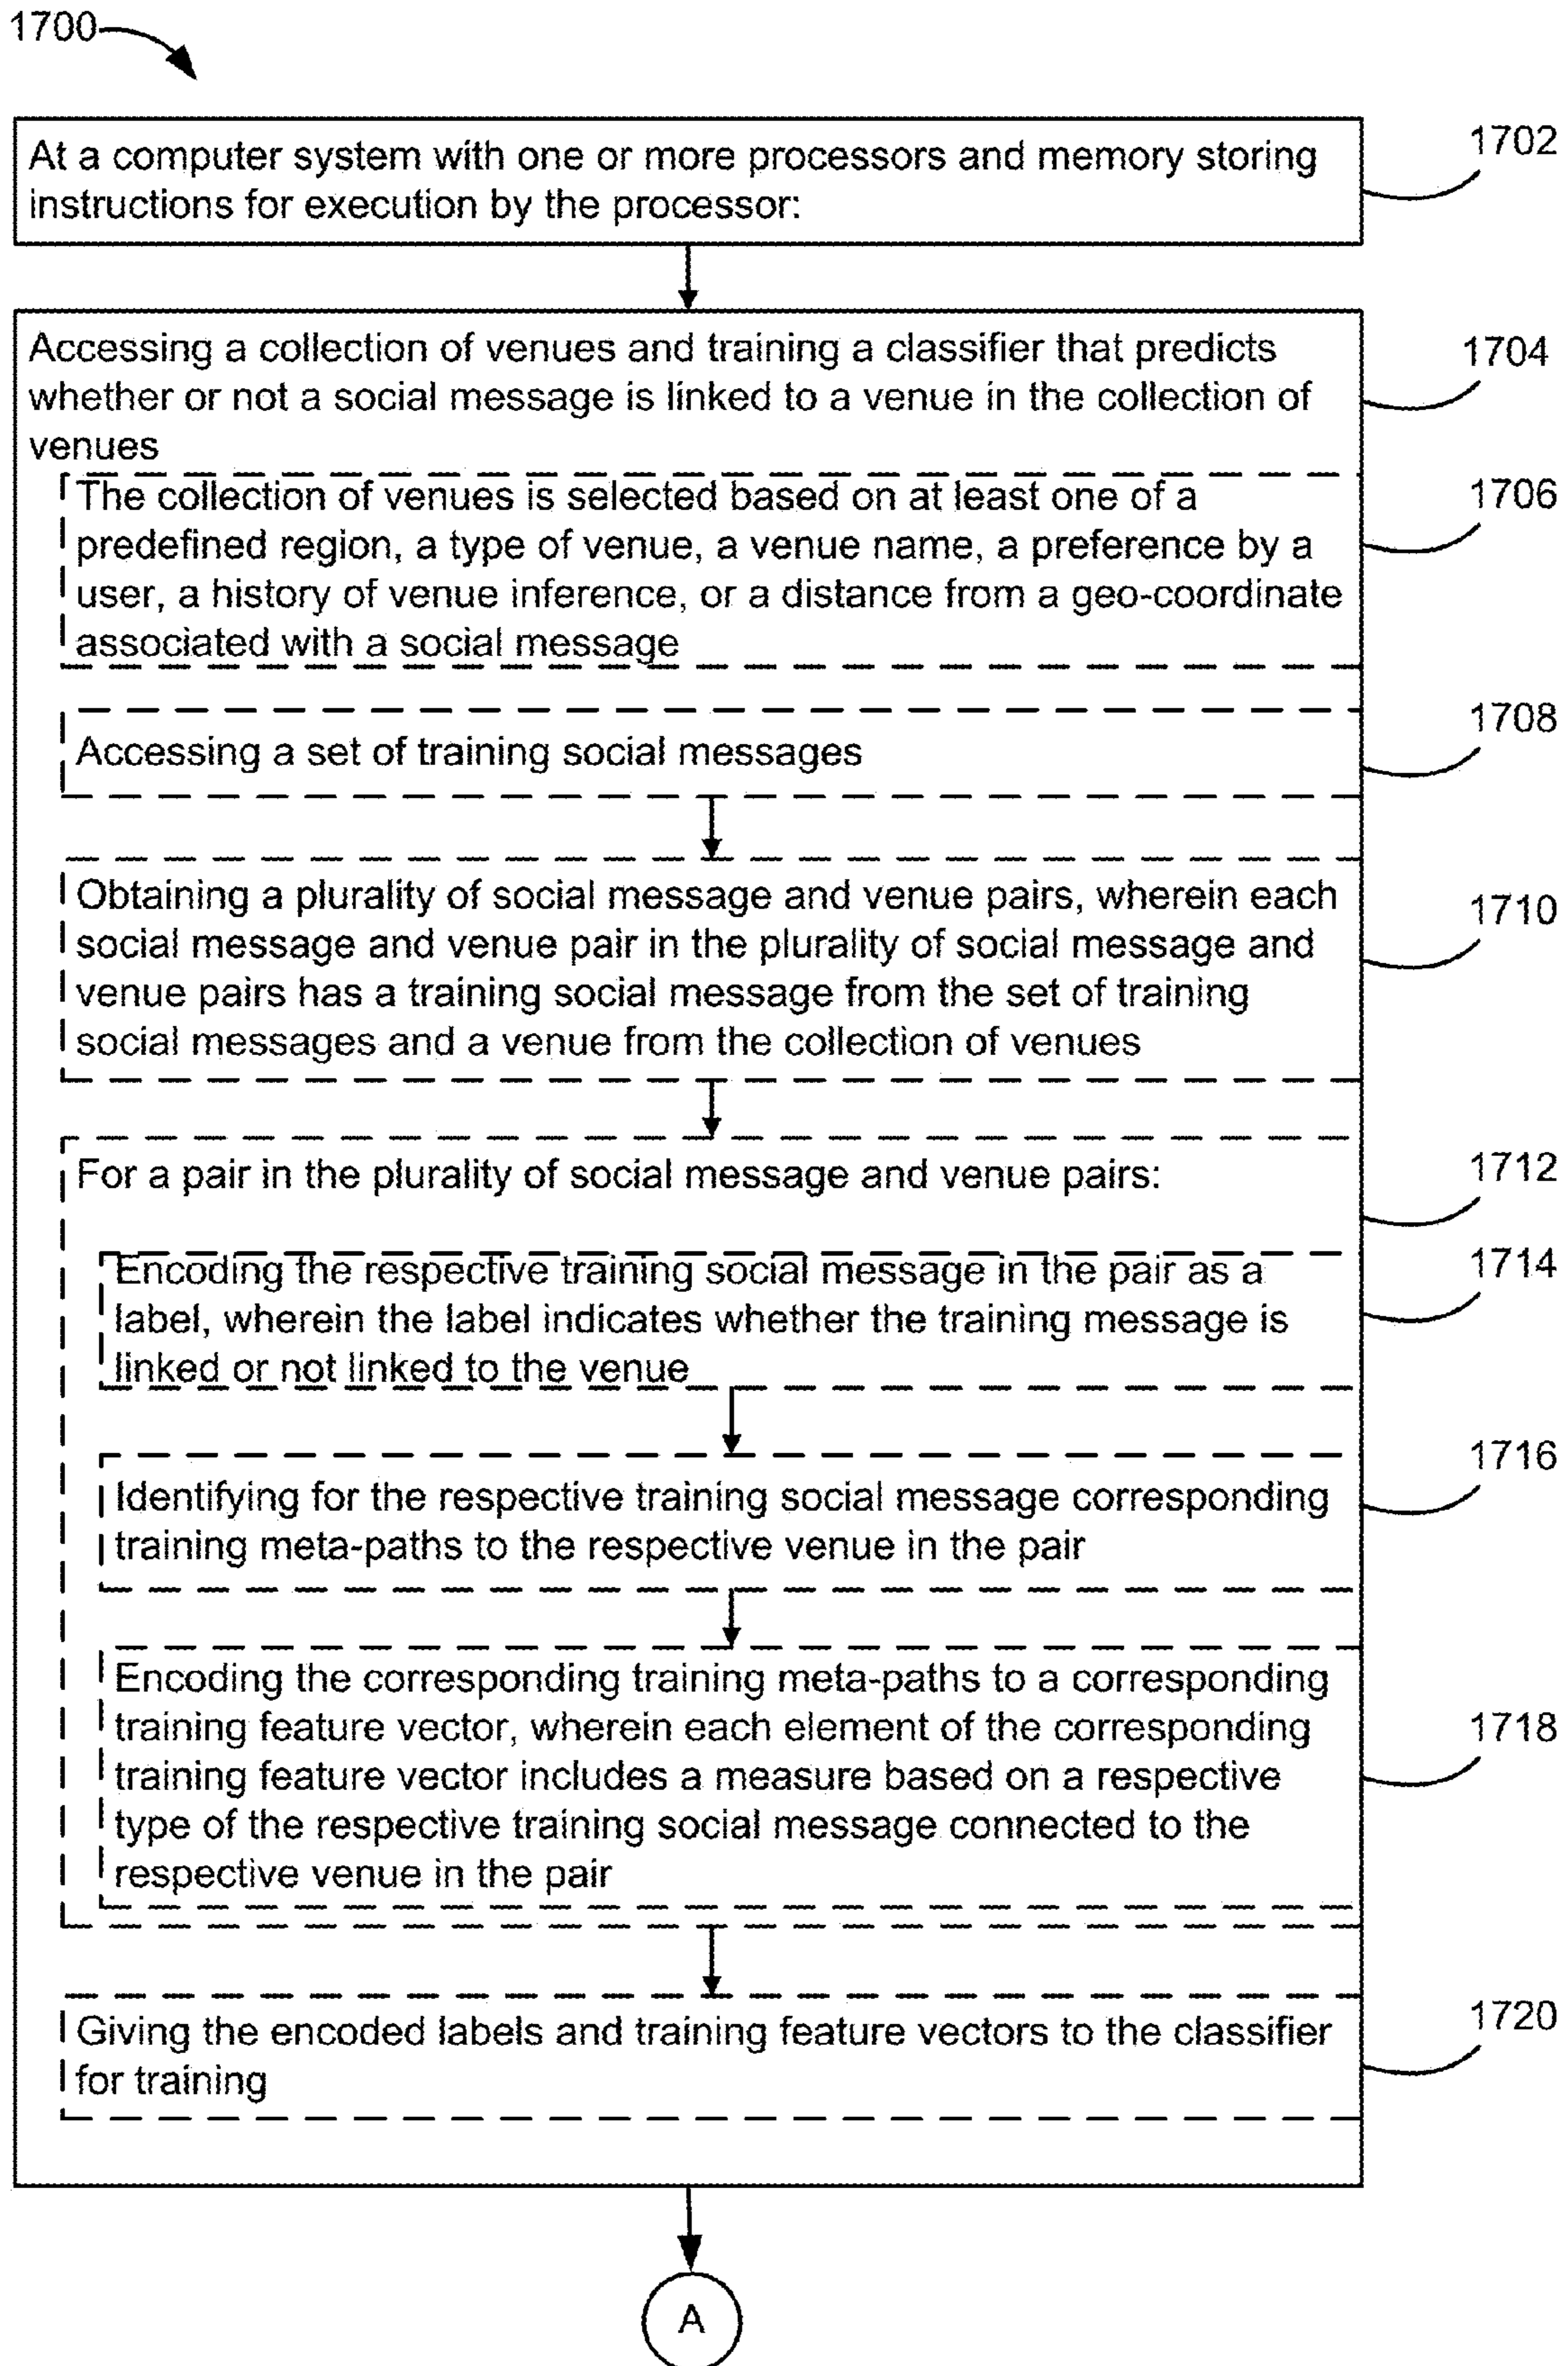 1700
At a computer system with one or more processors and memory storing
instructions for execution by the processor:
1702
Accessing a collection of venues and training a classifier that predicts
whether or not a social message is linked to a venue in the collection of
venues
1704
The collection of venues is selected based on at least one of a
predefined region, a type of venue, a venue name, a preference by a
user, a history of venue inference, or a distance from a geo-coordinate
associated with a social message
1706
Accessing a set of training social messages
1708
Obtaining a plurality of social message and venue pairs, wherein each
social message and venue pair in the plurality of social message and
venue pairs has a training social message from the set of training
social messages and a venue from the collection of venues
1710
For a pair in the plurality of social message and venue pairs:
1712
Encoding the respective training social message in the pair as a
label, wherein the label indicates whether the training message is
linked or not linked to the venue
1714
Identifying for the respective training social message corresponding
training meta-paths to the respective venue in the pair
1716
Encoding the corresponding training meta-paths to a corresponding
training feature vector, wherein each element of the corresponding
training feature vector includes a measure based on a respective
type of the respective training social message connected to the
respective venue in the pair
1718
Giving the encoded labels and training feature vectors to the classifier
for training
1720
A